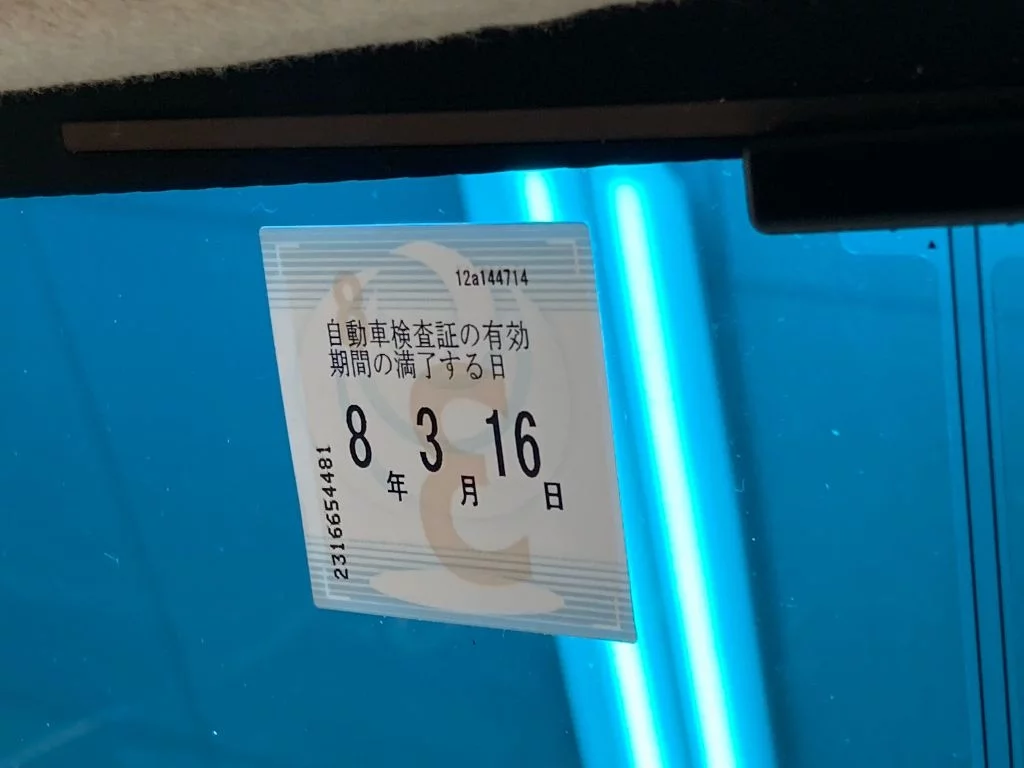 12a144714
自動車検査証の有効
期間の満了する日
8年3月16日
2316654481